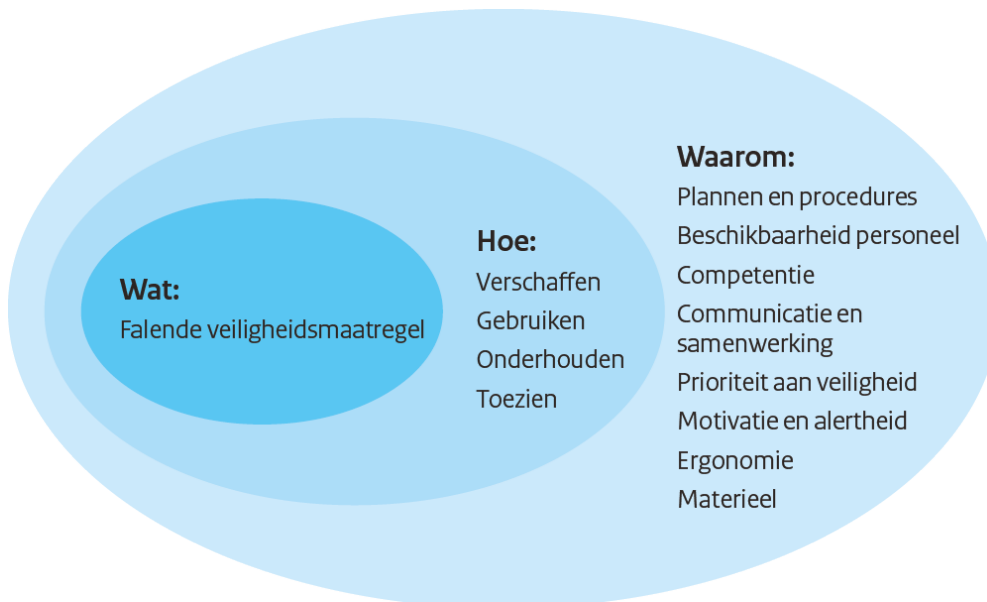 Wat:
Falende veiligheidsmaatregel
Hoe:
Verschaffen
Gebruiken
Onderhouden
Toezien
Waarom:
Plannen en procedures
Beschikbaarheid personeel
Competentie
Communicatie en
samenwerking
Prioriteit aan veiligheid
Motivatie en alertheid
Ergonomie
Materieel